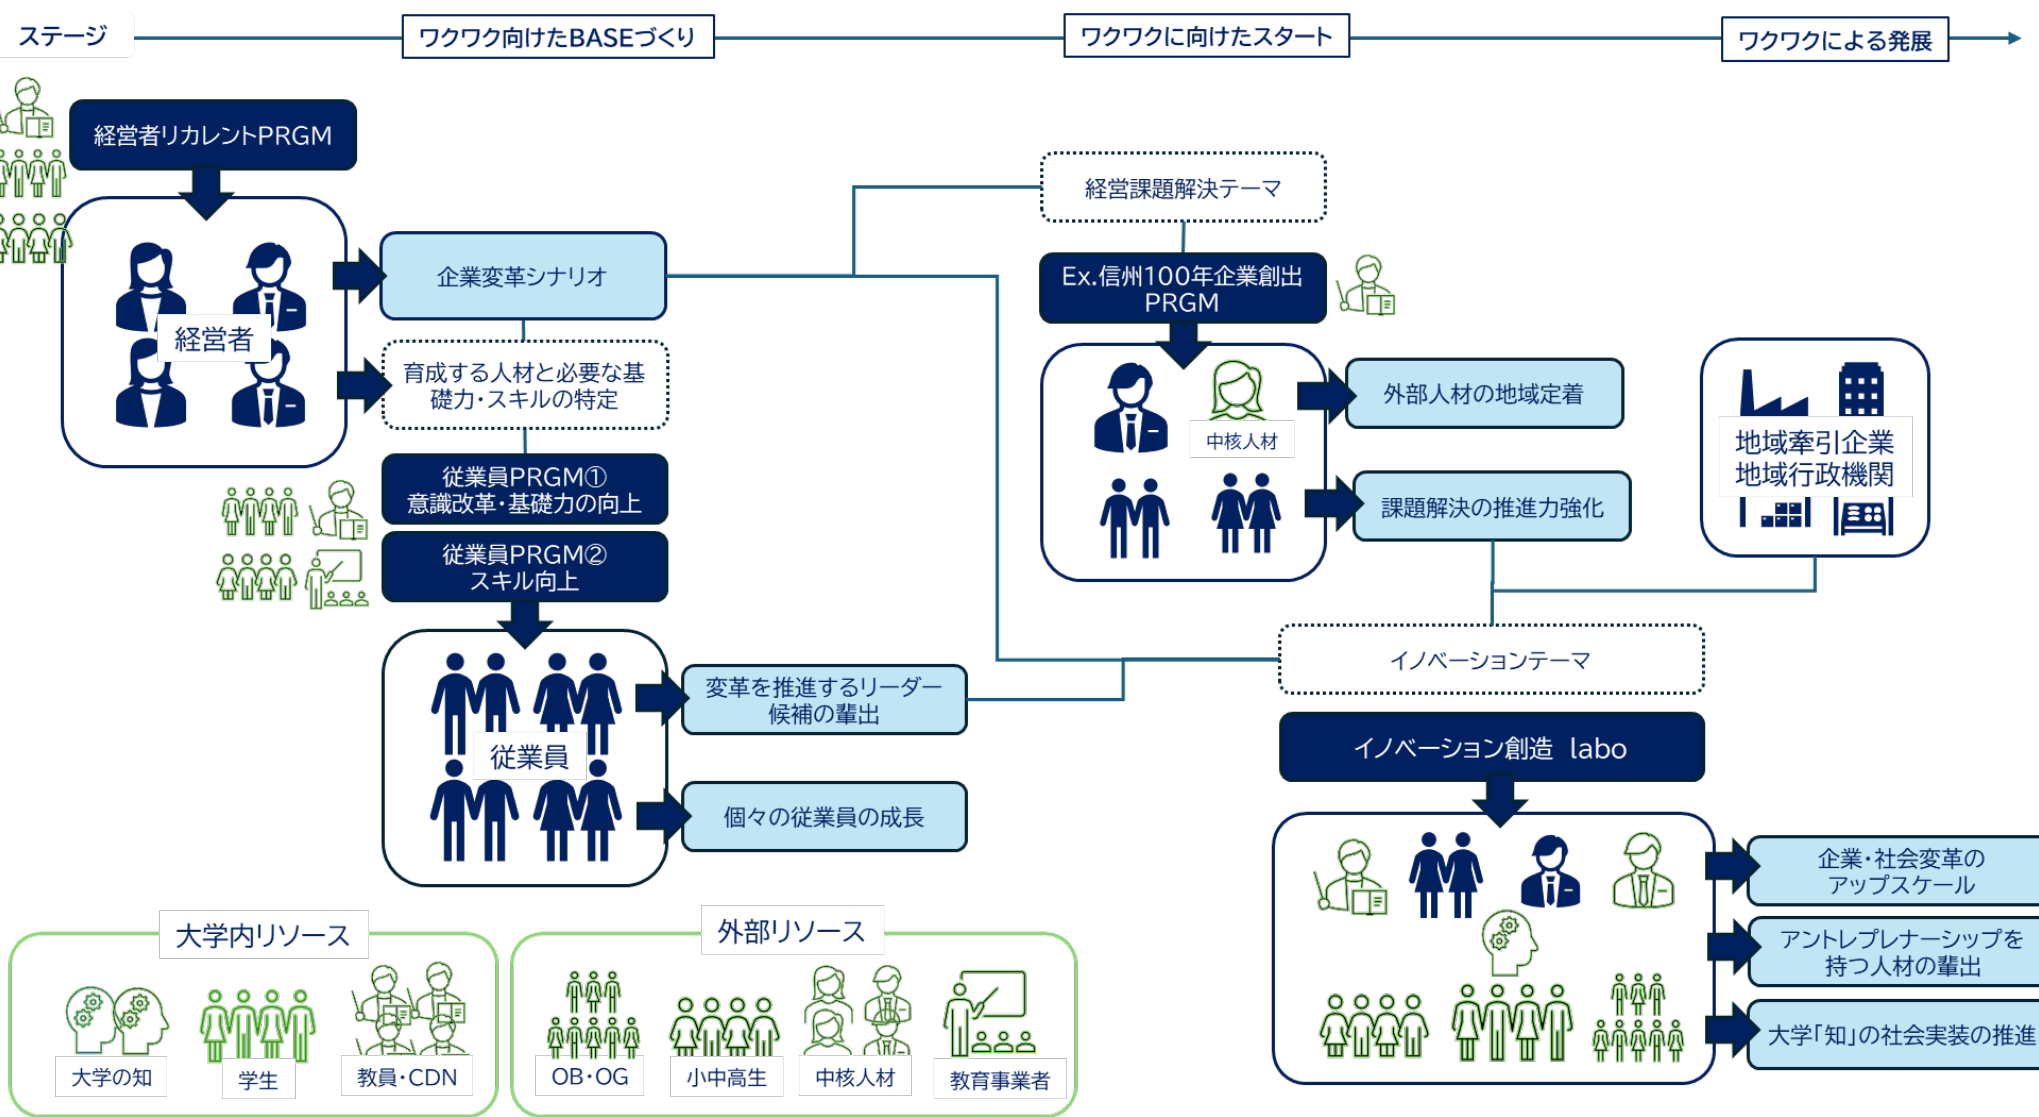 ステージ
ワクワク向けたBASEづくり
ワクワクに向けたスタート
ワクワクによる発展
経営者リカレントPRGM
経営者
企業変革シナリオ
育成する人材と必要な基
礎力・スキルの特定
従業員PRGM①
意識改革・基礎力の向上
従業員PRGM②
スキル向上
従業員
変革を推進するリーダー
候補の輩出
個々の従業員の成長
経営課題解決テーマ
Ex.信州100年企業創出
PRGM
中核人材
外部人材の地域定着
課題解決の推進力強化
地域牽引企業
地域行政機関
イノベーションテーマ
イノベーション創造 labo
企業・社会変革の
アップスケール
アントレプレナーシップを
持つ人材の輩出
大学「知」の社会実装の推進
大学内リソース
大学の知
学生
教員・CDN
外部リソース
OB・OG
小中高生
中核人材
教育事業者